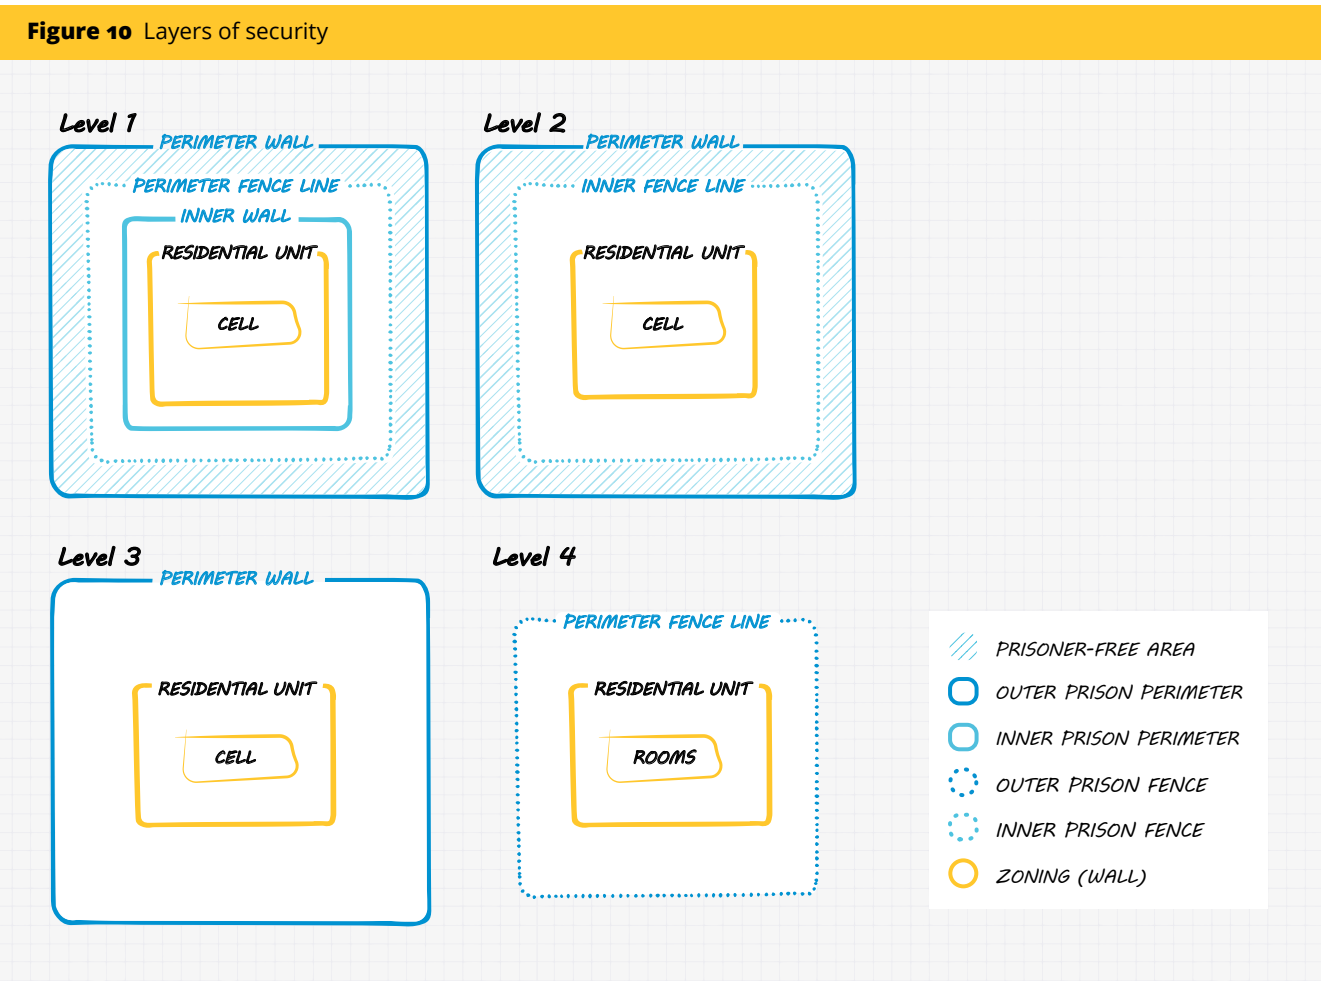 Figure 10 Layers of security
Level 1
PERIMETER WALL
PERIMETER FENCE LINE
INNER WALL
RESIDENTIAL UNIT
CELL
Level 2
PERIMETER WALL
INNER FENCE LINE
RESIDENTIAL UNIT
CELL
Level 3
PERIMETER WALL
RESIDENTIAL UNIT
CELL
Level 4
PERIMETER FENCE LINE
RESIDENTIAL UNIT
ROOMS
PRISONER-FREE AREA
OUTER PRISON PERIMETER
INNER PRISON PERIMETER
OUTER PRISON FENCE
INNER PRISON FENCE
ZONING (WALL)